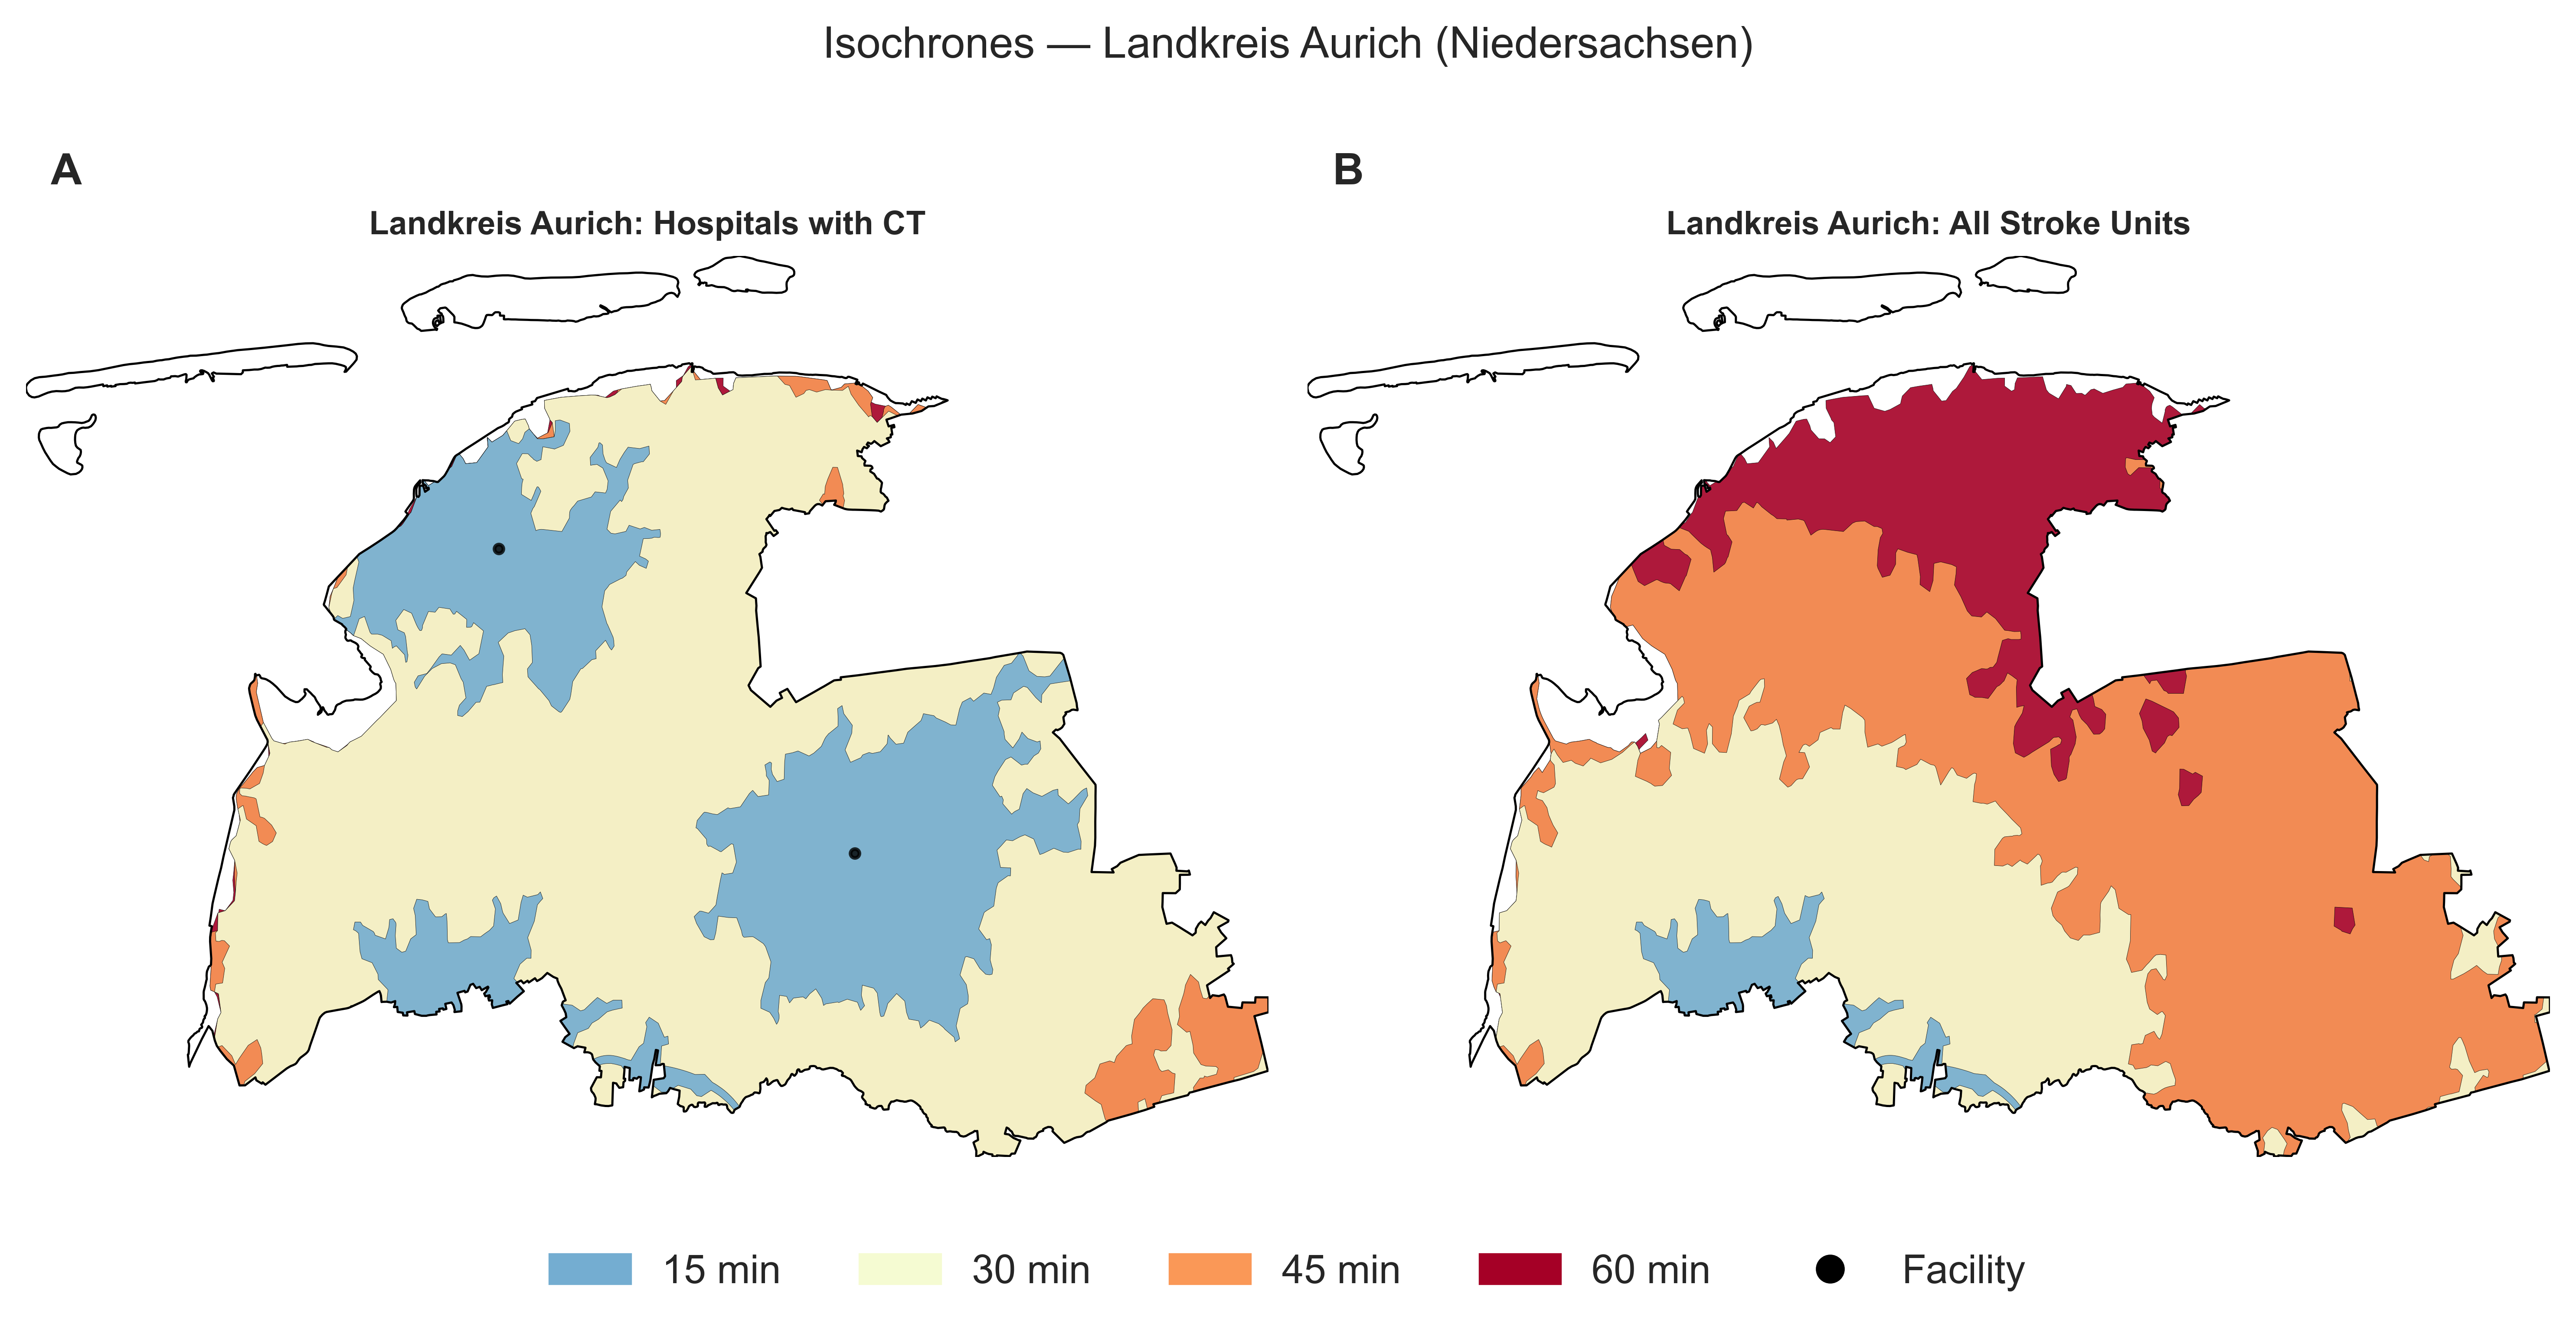 Isochrones — Landkreis Aurich (Niedersachsen)
A
B
Landkreis Aurich: Hospitals with CT
Landkreis Aurich: All Stroke Units
15 min
30 min
45 min
60 min
Facility